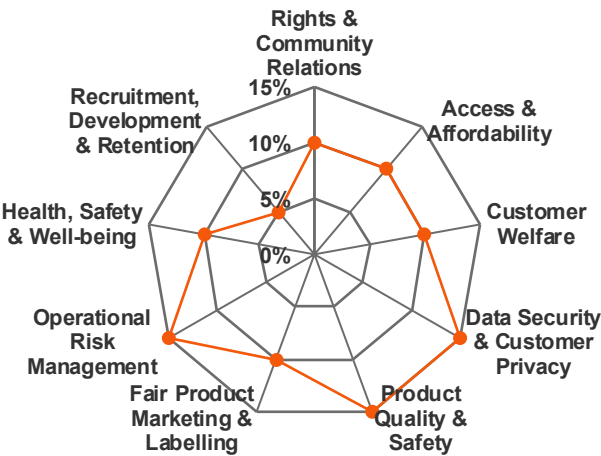 Rights &
Community
Relations
15%
10%
5%
0%
Access &
Affordability
Customer
Welfare
Data Security
& Customer
Privacy
Product
Quality &
Safety
Fair Product
Marketing &
Labelling
Operational
Risk
Management
Health, Safety
& Well-being
Recruitment,
Development
& Retention